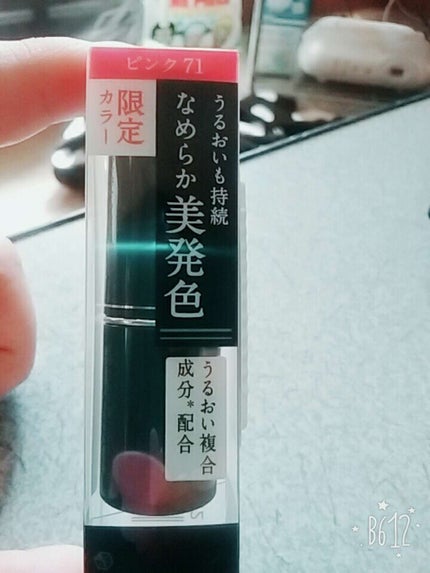 ピンク 71
限定
カラー
うるおいも持続
なめらか美発色
うるおい複合
成分*配合
B612